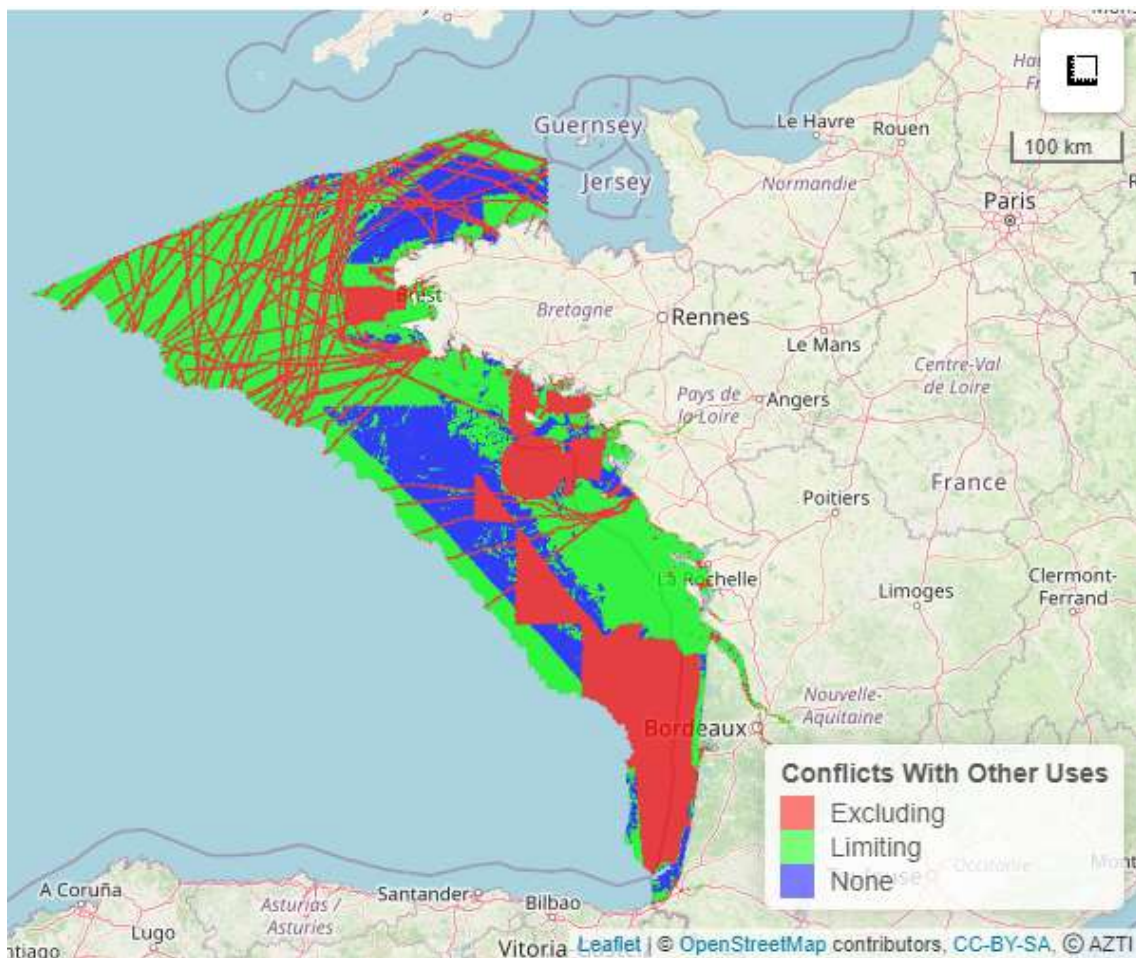 Guernsey
Le Havre
Rouen
100 km
Jersey
Normandie
Paris
Brest
Bretagne
Rennes
Le Mans
Centre-Val
de Loire
Pays de
la Loire
Angers
France
Poitiers
La Rochelle
Limoges
Clermont-
Ferrand
Nouvelle-
Aquitaine
Bordeaux
Conflicts With Other Uses
Excluding
Limiting
None
Occitanie
A Coruña
Santander
Bilbao
Asturias /
Asturies
Lugo
Vitoria
Leaflet | © OpenStreetMap contributors, CC-BY-SA, © AZTI